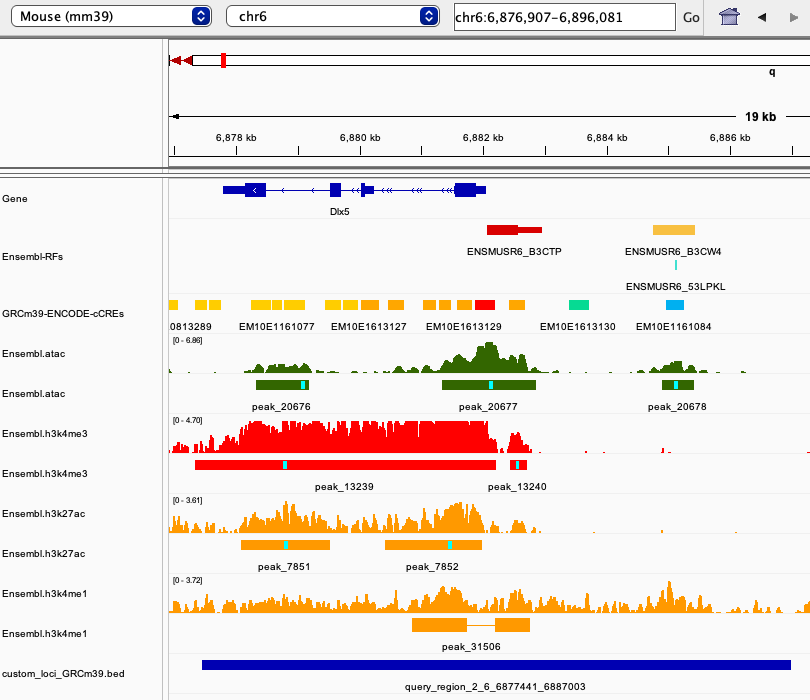 Mouse (mm39) chr6 chr6:6,876,907-6,896,081 Go
q
19 kb
6,878 kb 6,880 kb 6,882 kb 6,884 kb 6,886 kb
Gene
Dlx5
Ensembl-RFs
ENSMUSR6_B3CTP ENSMUSR6_B3CW4
ENSMUSR6_53LPKL
GRCm39-ENCODE-cCREs
0813289 EM10E1161077 EM10E1613127 EM10E1613129 EM10E1613130 EM10E1161084
Ensembl.atac
[0 - 6.86]
Ensembl.atac
peak_20676 peak_20677 peak_20678
Ensembl.h3k4me3
[0 - 4.70]
Ensembl.h3k4me3
peak_13239 peak_13240
Ensembl.h3k27ac
[0 - 3.61]
Ensembl.h3k27ac
peak_7851 peak_7852
Ensembl.h3k4me1
[0 - 3.72]
Ensembl.h3k4me1
peak_31506
custom_loci_GRCm39.bed
query_region_2_6_6877441_6887003